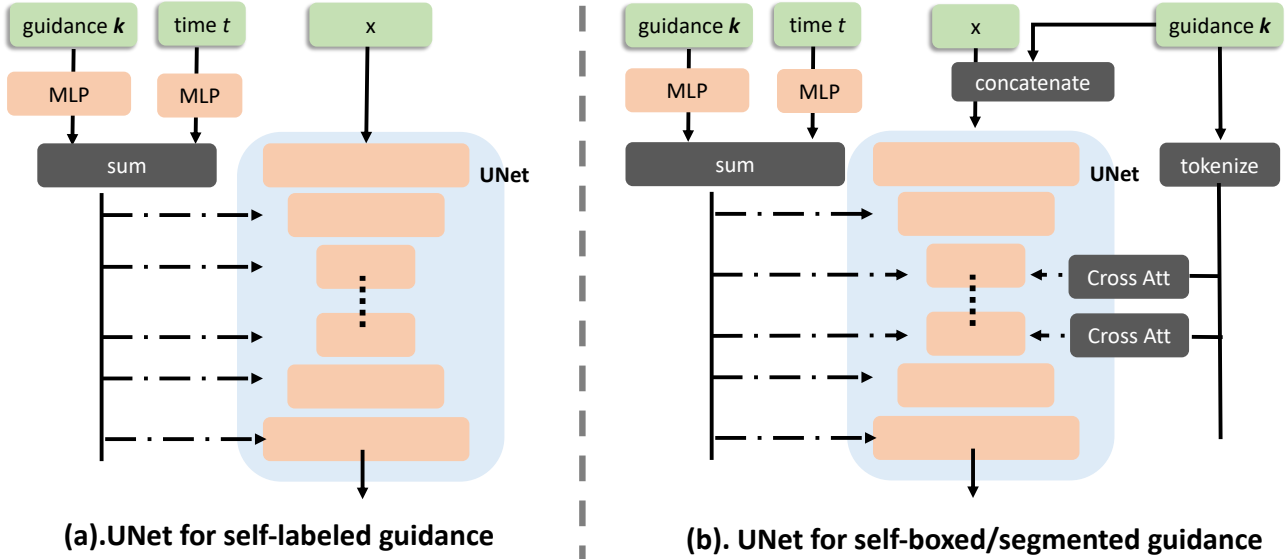 guidance k
time t
x
MLP
MLP
sum
UNet
(a).UNet for self-labeled guidance
guidance k
time t
x
guidance k
MLP
MLP
concatenate
sum
tokenize
UNet
Cross Att
Cross Att
(b). UNet for self-boxed/segmented guidance